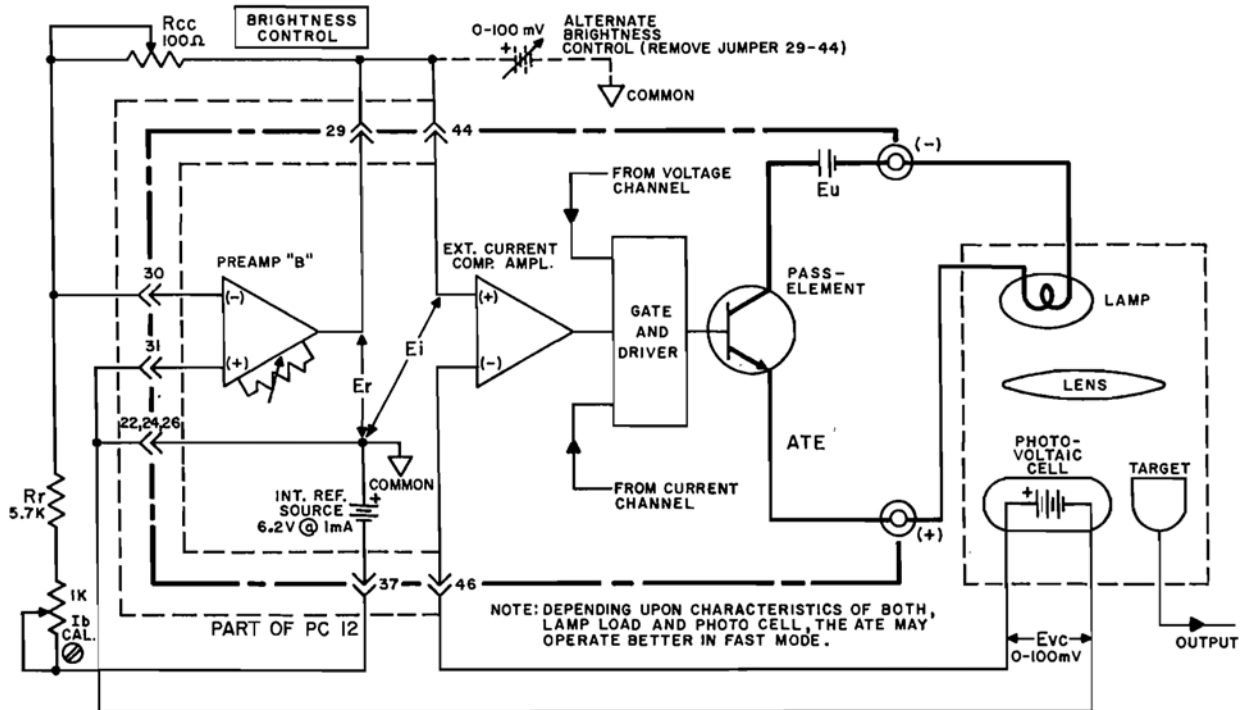 Rcc
100Ω
BRIGHTNESS
CONTROL
0-100 mV
+
ALTERNATE
BRIGHTNESS
CONTROL (REMOVE JUMPER 29-44)
COMMON
29
44
(-)
FROM VOLTAGE
CHANNEL
Eu
30
PREAMP "B"
(-)
EXT. CURRENT
COMP. AMPL.
(+)
PASS-
ELEMENT
LAMP
31
(+)
Er
Ei
(-)
GATE
AND
DRIVER
LENS
22,24,26
COMMON
ATE
PHOTO-
VOLTAIC
CELL
TARGET
Rr
5.7K
INT. REF.
SOURCE
6.2V @ 1mA
+
FROM CURRENT
CHANNEL
(+)
+
1K
Ib
CAL.
37
46
PART OF PC 12
NOTE: DEPENDING UPON CHARACTERISTICS OF BOTH,
LAMP LOAD AND PHOTO CELL, THE ATE MAY
OPERATE BETTER IN FAST MODE.
Evc
0-100mV
OUTPUT